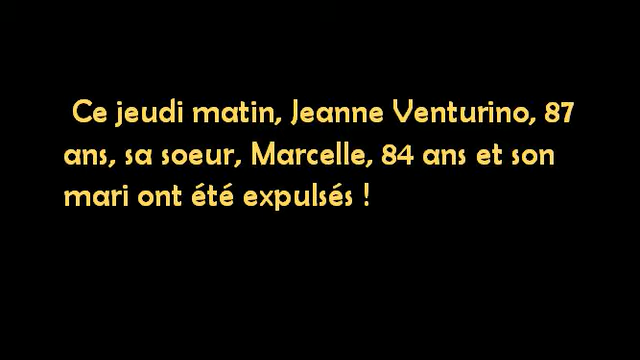 Ce jeudi matin, Jeanne Venturino, 87
ans, sa soeur, Marcelle, 84 ans et son
mari ont été expulsés !